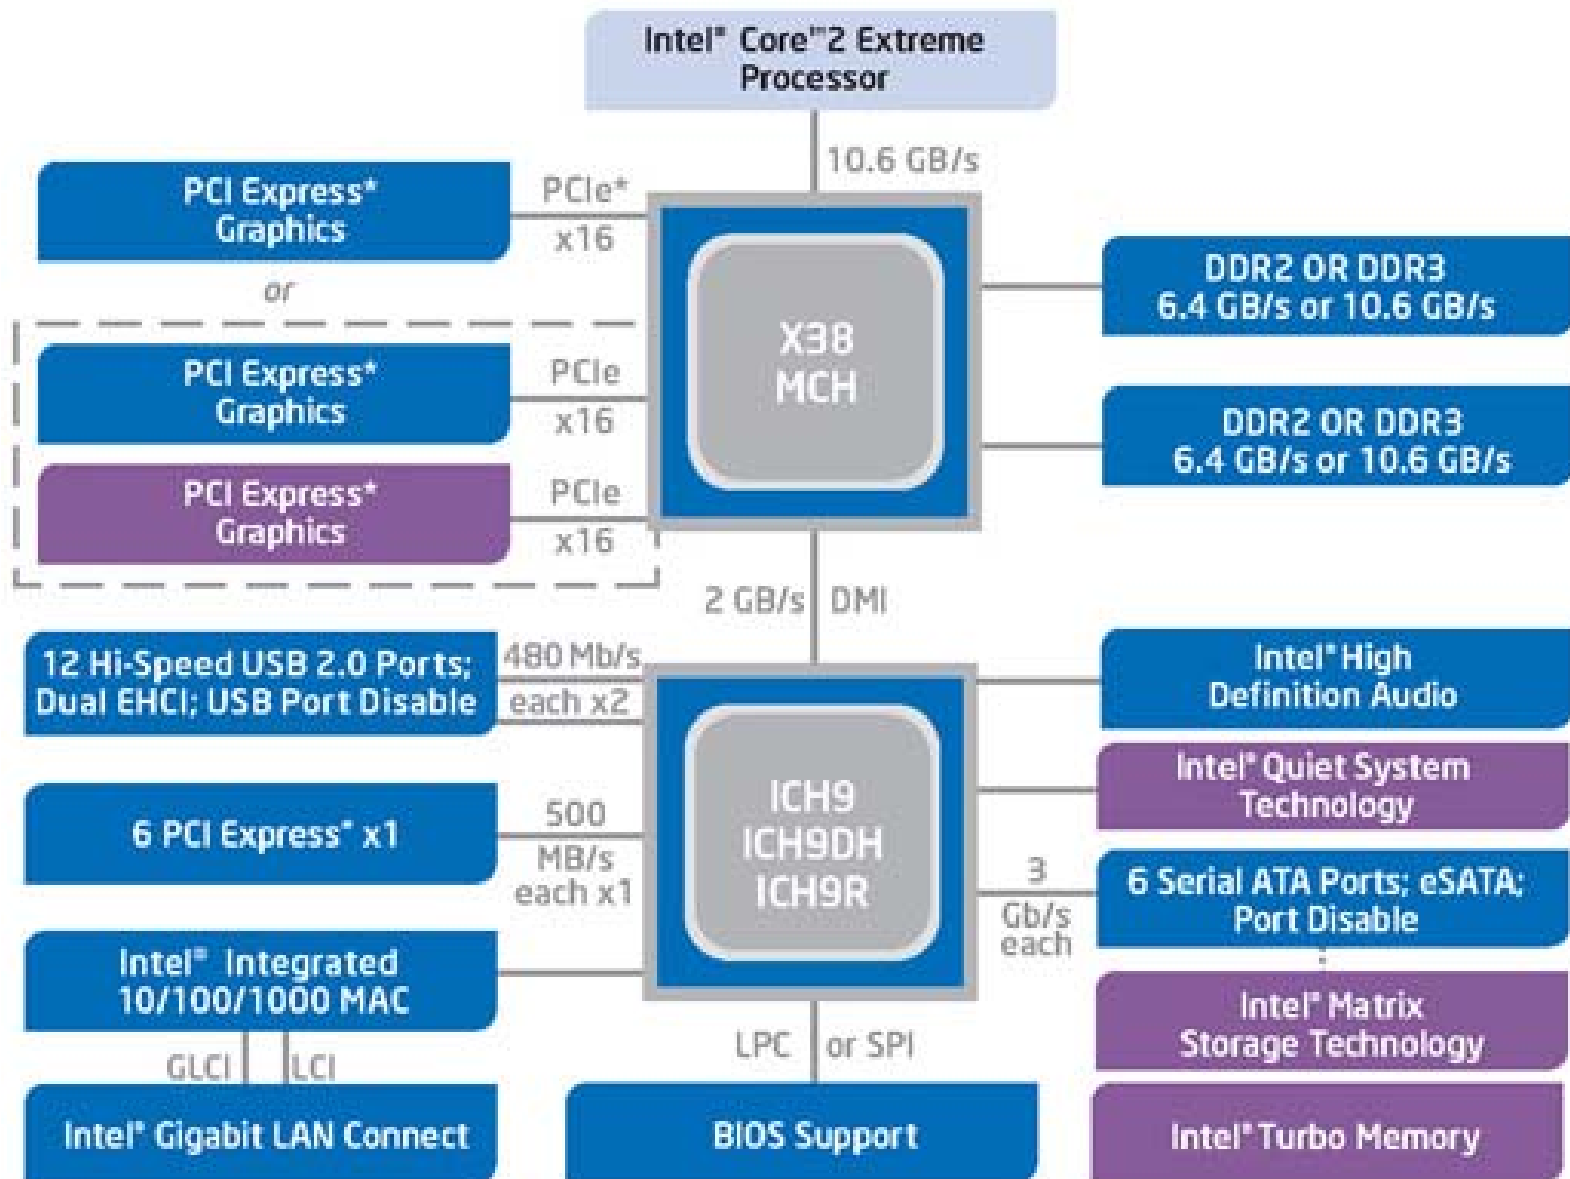 Intel® Core™2 Extreme
Processor
10.6 GB/s
PCI Express*
Graphics
PCIe*
x16
or
PCI Express*
Graphics
PCIe
x16
PCI Express*
Graphics
PCIe
x16
X38
MCH
DDR2 OR DDR3
6.4 GB/s or 10.6 GB/s
DDR2 OR DDR3
6.4 GB/s or 10.6 GB/s
2 GB/s DMI
12 Hi-Speed USB 2.0 Ports;
Dual EHCI; USB Port Disable
480 Mb/s
each x2
6 PCI Express* x1
500
MB/s
each x1
Intel® Integrated
10/100/1000 MAC
GLCI LCI
Intel® Gigabit LAN Connect
ICH9
ICH9DH
ICH9R
LPC or SPI
BIOS Support
Intel® High
Definition Audio
Intel® Quiet System
Technology
3
Gb/s
each
6 Serial ATA Ports; eSATA;
Port Disable
Intel® Matrix
Storage Technology
Intel® Turbo Memory